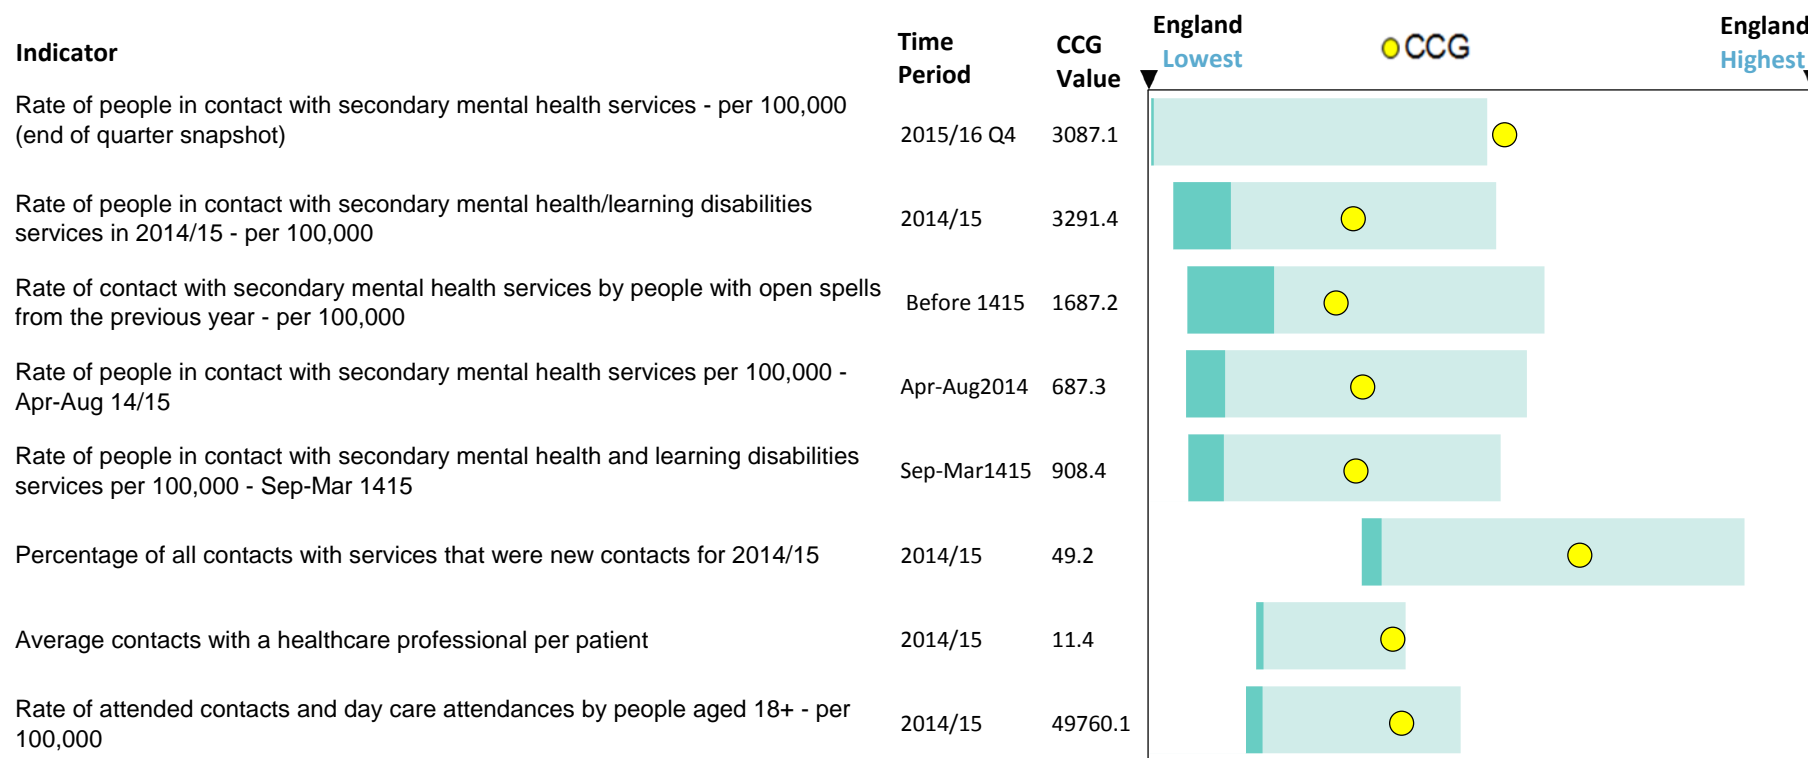 Indicator
Time
Period
CCG
Value
England
Lowest
CCG
England
Highest
Rate of people in contact with secondary mental health services - per 100,000
(end of quarter snapshot)
2015/16 Q4
3087.1
Rate of people in contact with secondary mental health/learning disabilities
services in 2014/15 - per 100,000
2014/15
3291.4
Rate of contact with secondary mental health services by people with open spells
from the previous year - per 100,000
Before 1415
1687.2
Rate of people in contact with secondary mental health services per 100,000 -
Apr-Aug 14/15
Apr-Aug2014
687.3
Rate of people in contact with secondary mental health and learning disabilities
services per 100,000 - Sep-Mar 1415
Sep-Mar1415
908.4
Percentage of all contacts with services that were new contacts for 2014/15
2014/15
49.2
Average contacts with a healthcare professional per patient
2014/15
11.4
Rate of attended contacts and day care attendances by people aged 18+ - per
100,000
2014/15
49760.1